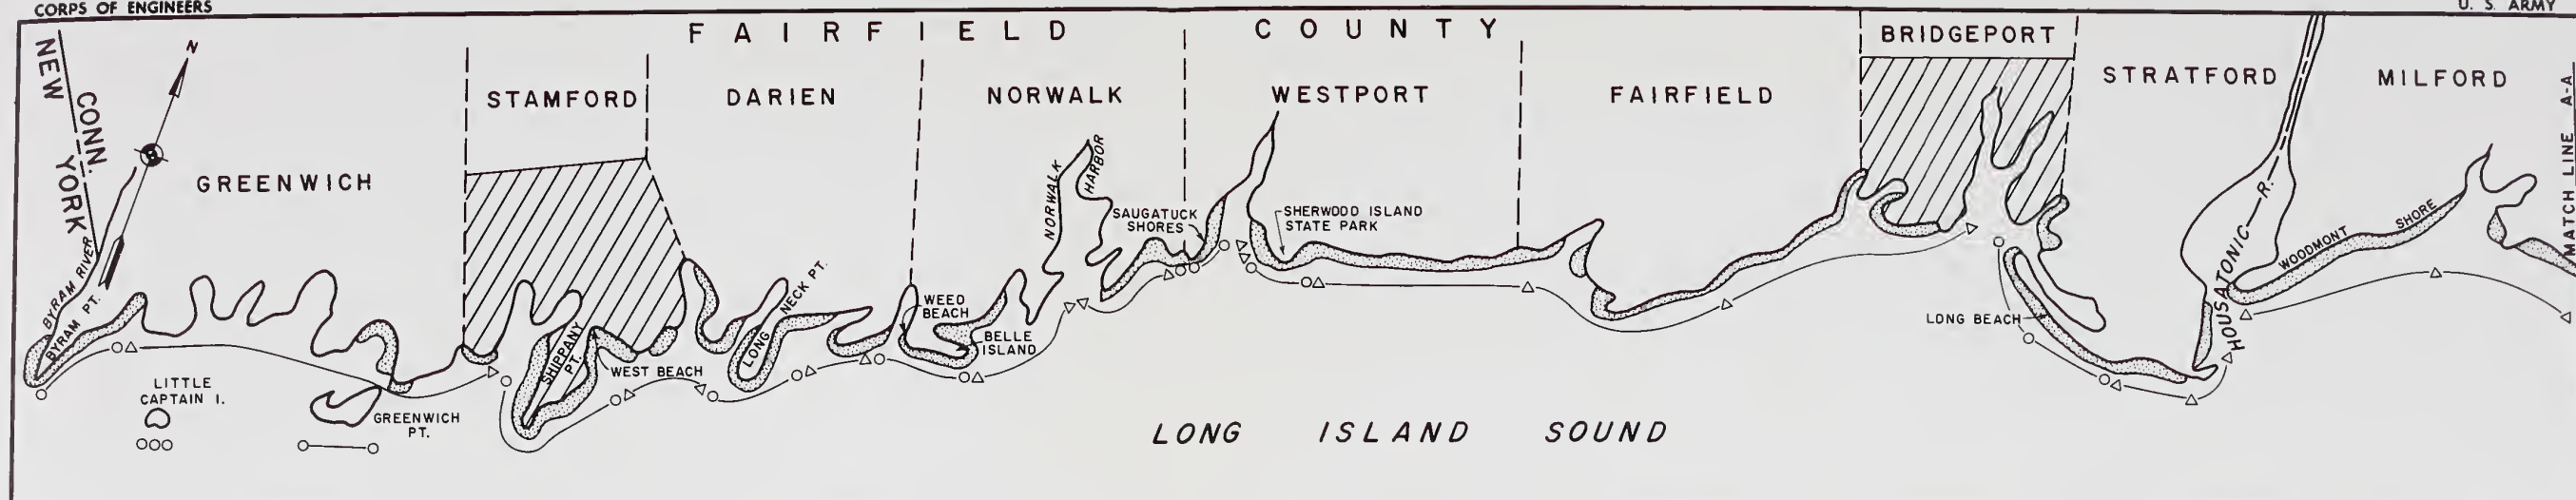 CORPS OF ENGINEERS
U. S. ARMY
FAIRFIELD COUNTY
BRIDGEPORT
NEW YORK
CONN.
N
STAMFORD
DARIEN
NORWALK
WESTPORT
FAIRFIELD
STRATFORD
MILFORD
MATCH LINE A-A
GREENWICH
NORWALK HARBOR
SAUGATUCK
SHORES
SHERWOOD ISLAND
STATE PARK
HOUSATONIC R.
WOODMONT SHORE
BYRAM RIVER
BYRAM PT.
LONG NECK PT.
WEED
BEACH
BELLE
ISLAND
LONG BEACH
SHIPPANY
PT.
WEST BEACH
LITTLE
CAPTAIN I.
GREENWICH
PT.
LONG ISLAND SOUND